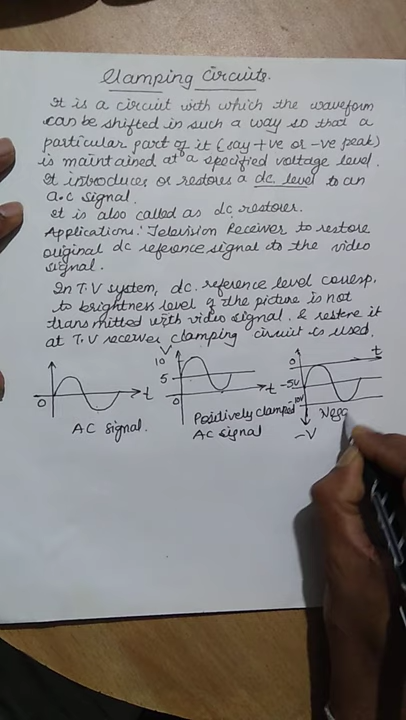 Clamping Circuits.
It is a circuit with which the waveform
can be shifted in such a way so that a
particular part of it (say +ve or -ve peak)
is maintained at a specified voltage level.
It introduces or restores a dc level to an
a.c signal.
It is also called as dc restorer.
Applications: Television Receiver to restore
original dc reference signal to the video
signal.
In T.V system, dc reference level corresp.
to brightness level of the picture is not
transmitted with video signal. & restore it
at T.V receiver clamping circuit is used.
0 t
AC signal.
V
10
5
0 t
Positively clamped
AC signal
0 t
-5V
-10V
-V
Nega